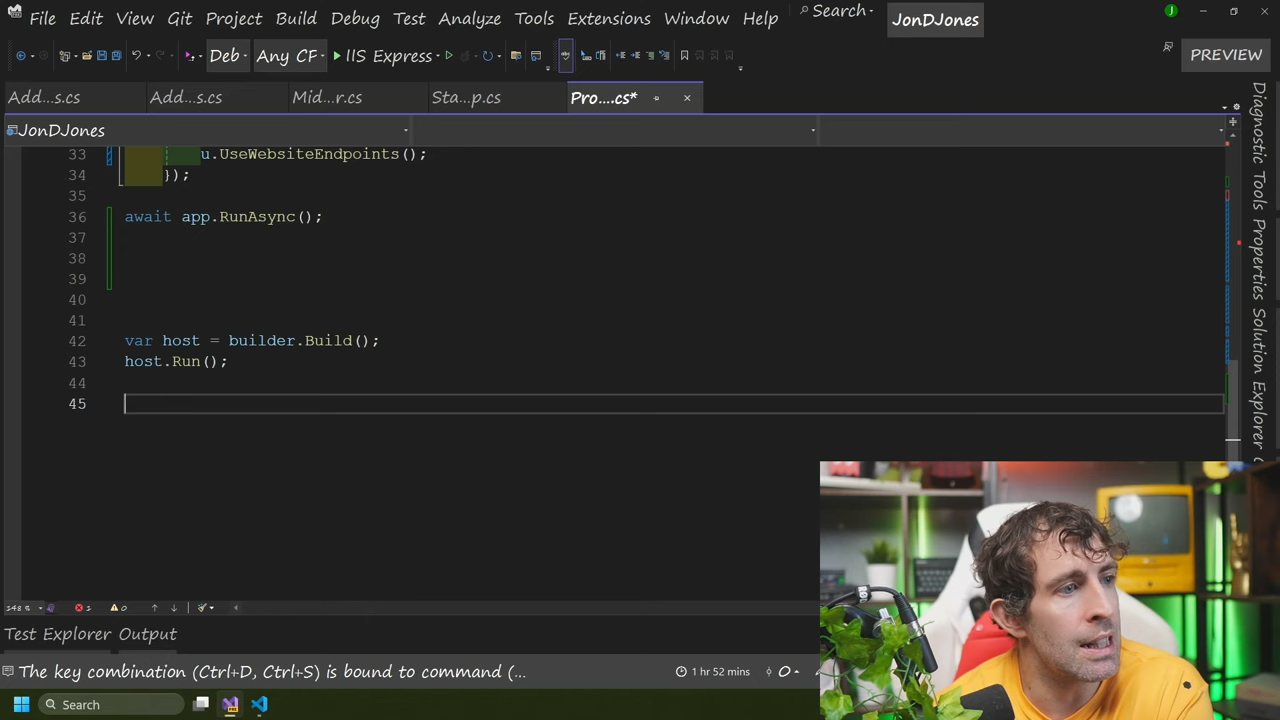 File Edit View Git Project Build Debug Test Analyze Tools Extensions Window Help Search JonDJones J
Deb Any CF IIS Express PREVIEW
Add...s.cs Add...s.cs Mid...r.cs Sta...p.cs Pro....cs*
JonDJones
33 u.UseWebsiteEndpoints();
34 });
35
36 await app.RunAsync();
37
38
39
40
41
42 var host = builder.Build();
43 host.Run();
44
45
148 % 1 0
Test Explorer Output
The key combination (Ctrl+D, Ctrl+S) is bound to command (... 1 hr 52 mins 0
Search
Diagnostic Tools Properties Solution Explorer